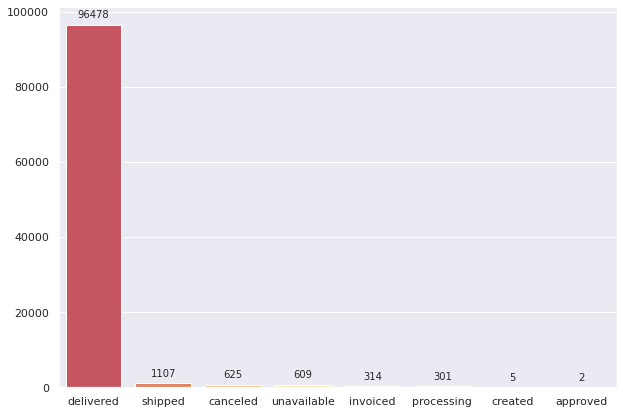 100000
80000
60000
40000
20000
0
96478
1107
625
609
314
301
5
2
delivered
shipped
canceled
unavailable
invoiced
processing
created
approved